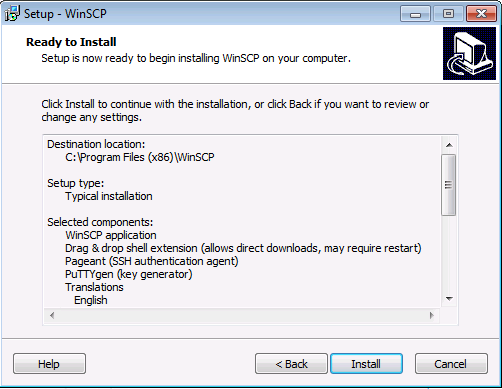 Setup - WinSCP
Ready to Install
Setup is now ready to begin installing WinSCP on your computer.
Click Install to continue with the installation, or click Back if you want to review or
change any settings.
Destination location:
C:\Program Files (x86)\WinSCP
Setup type:
Typical installation
Selected components:
WinSCP application
Drag & drop shell extension (allows direct downloads, may require restart)
Pageant (SSH authentication agent)
PuTTYgen (key generator)
Translations
English
Help
< Back
Install
Cancel